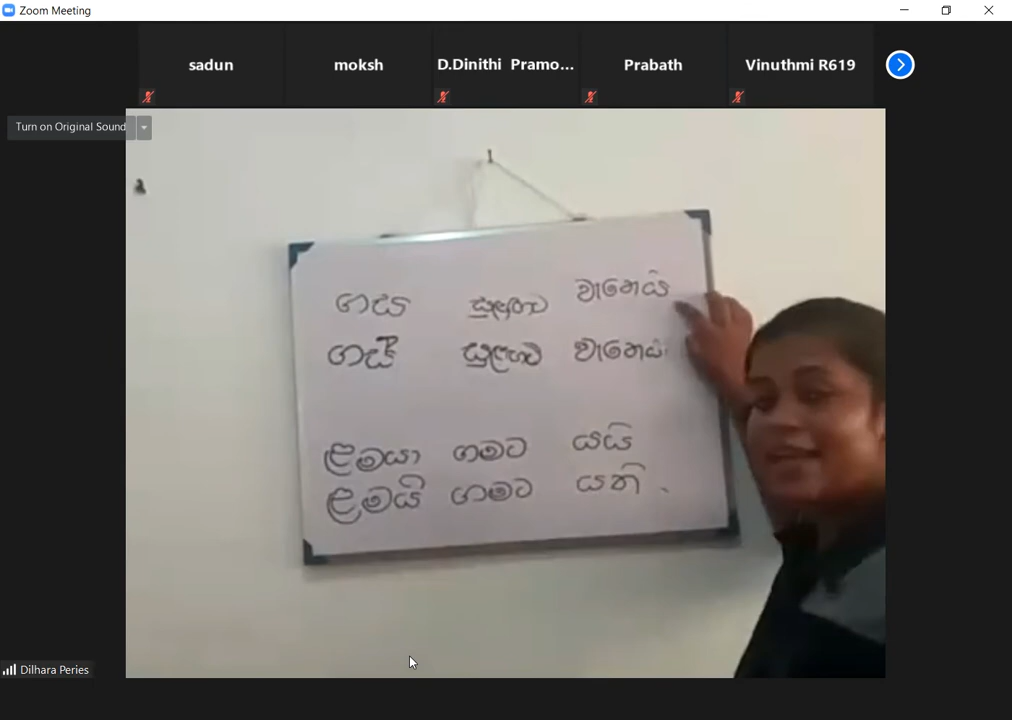 Zoom Meeting
sadun moksh D.Dinithi Pramo... Prabath Vinuthmi R619
Turn on Original Sound
ගස සුළඟට වැනෙයි
ගස් සුළඟට වැනෙයි
ළමයා ගමට යයි
ළමයි ගමට යති .
Dilhara Peries